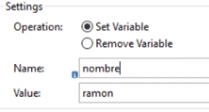 Settings
Operation: Set Variable
Remove Variable
Name: nombre
Value: ramon